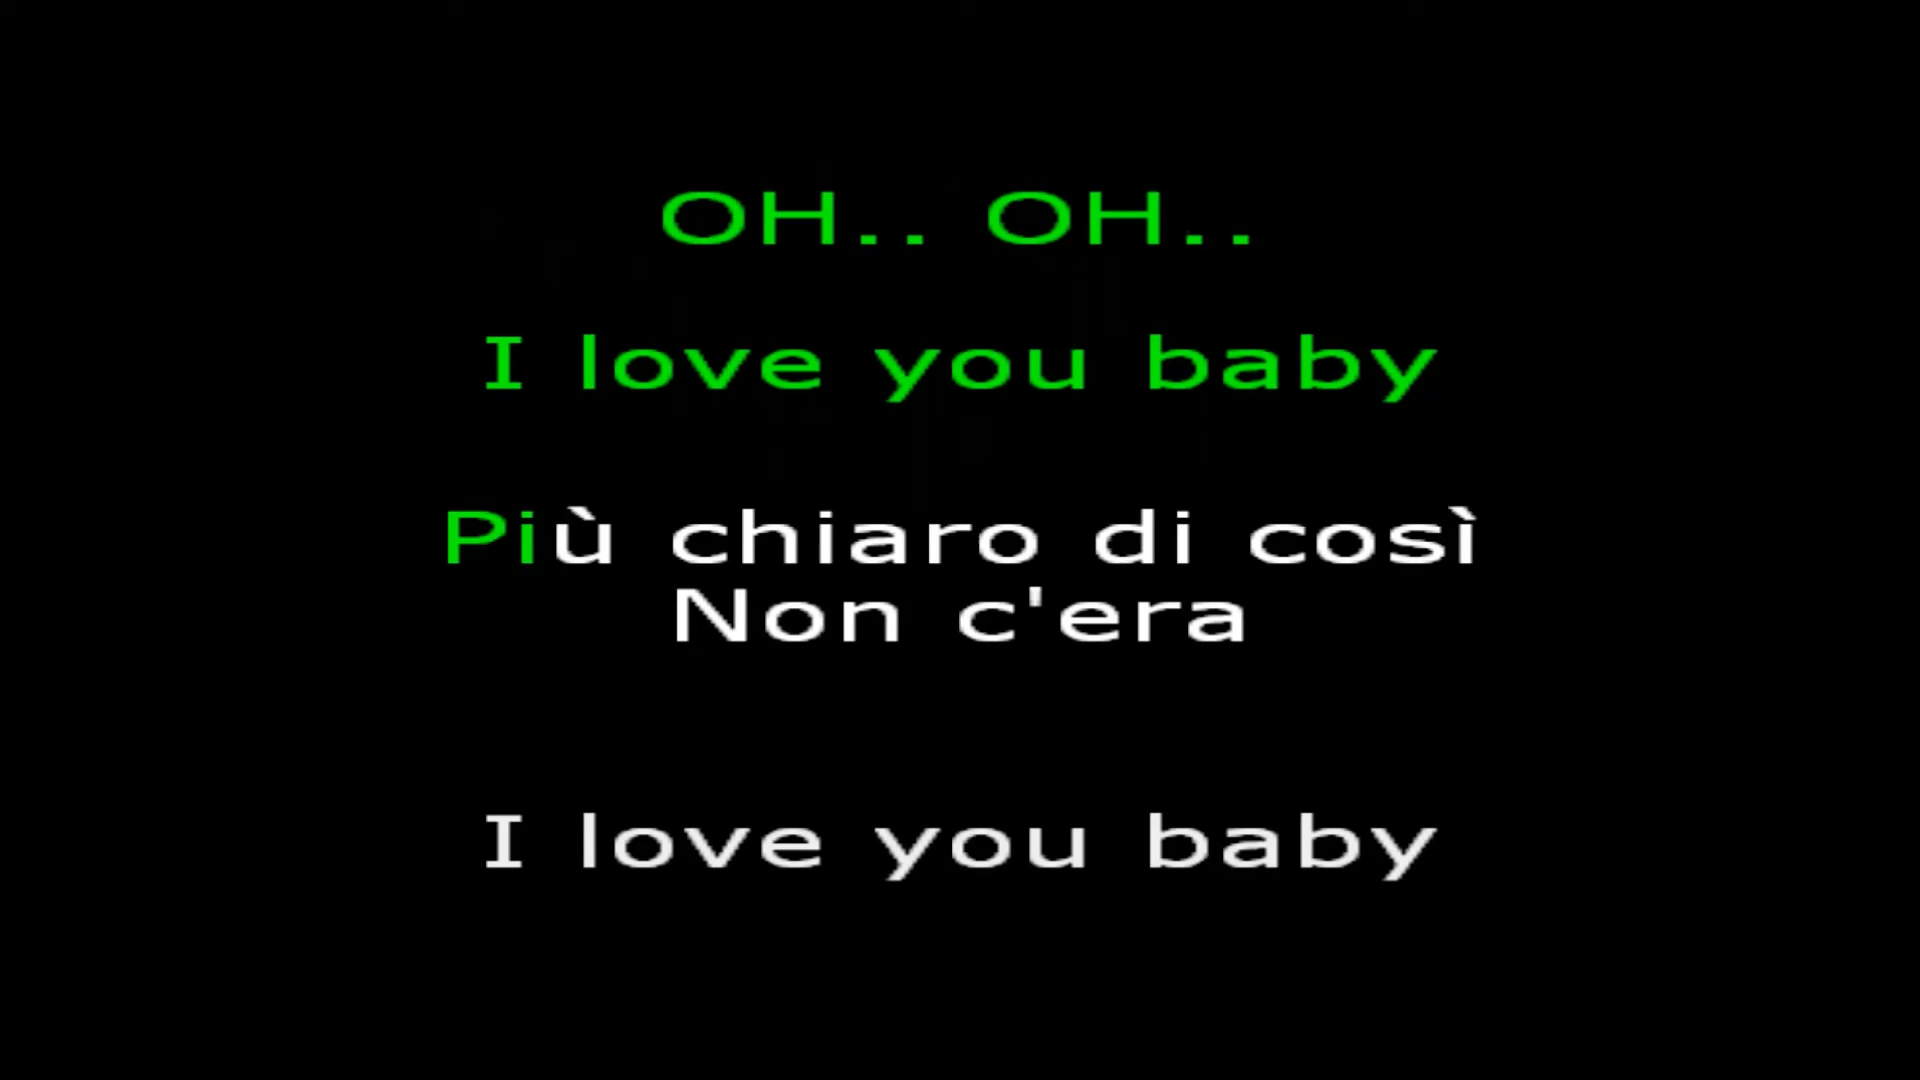 OH.. OH..
I love you baby
Più chiaro di così
Non c'era
I love you baby